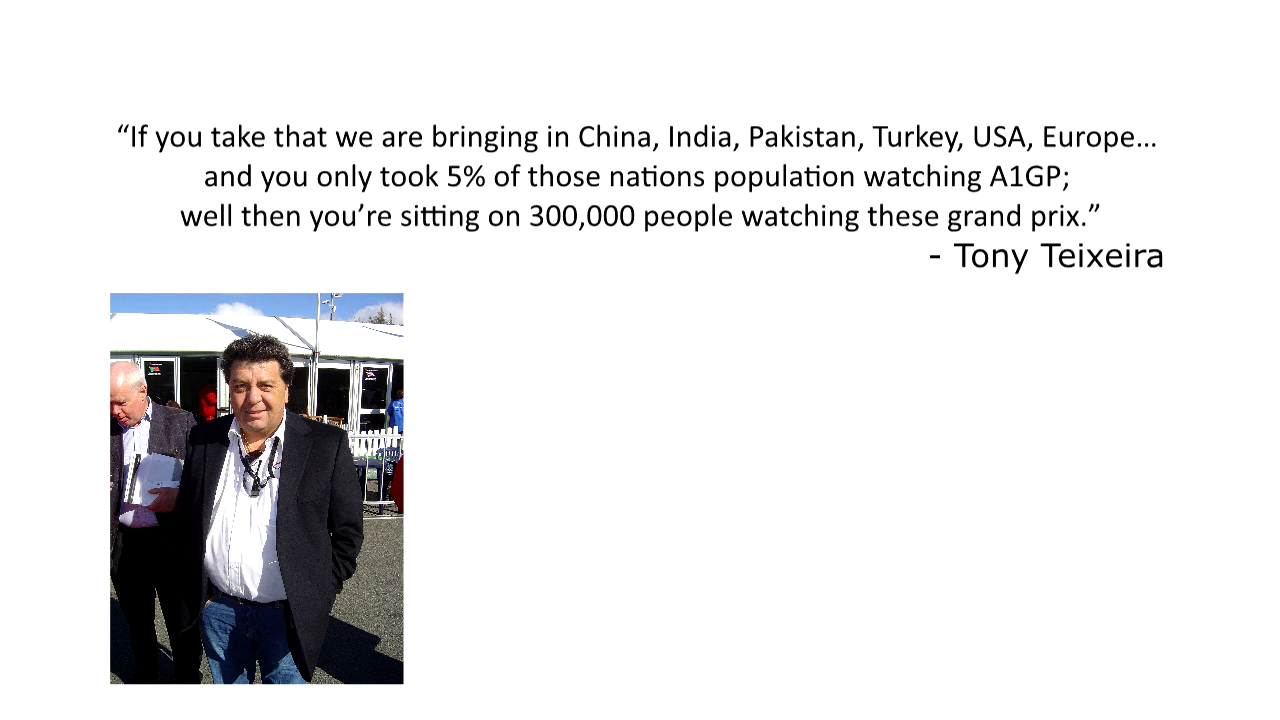 “If you take that we are bringing in China, India, Pakistan, Turkey, USA, Europe…
and you only took 5% of those nations population watching A1GP;
well then you’re sitting on 300,000 people watching these grand prix.”
- Tony Teixeira